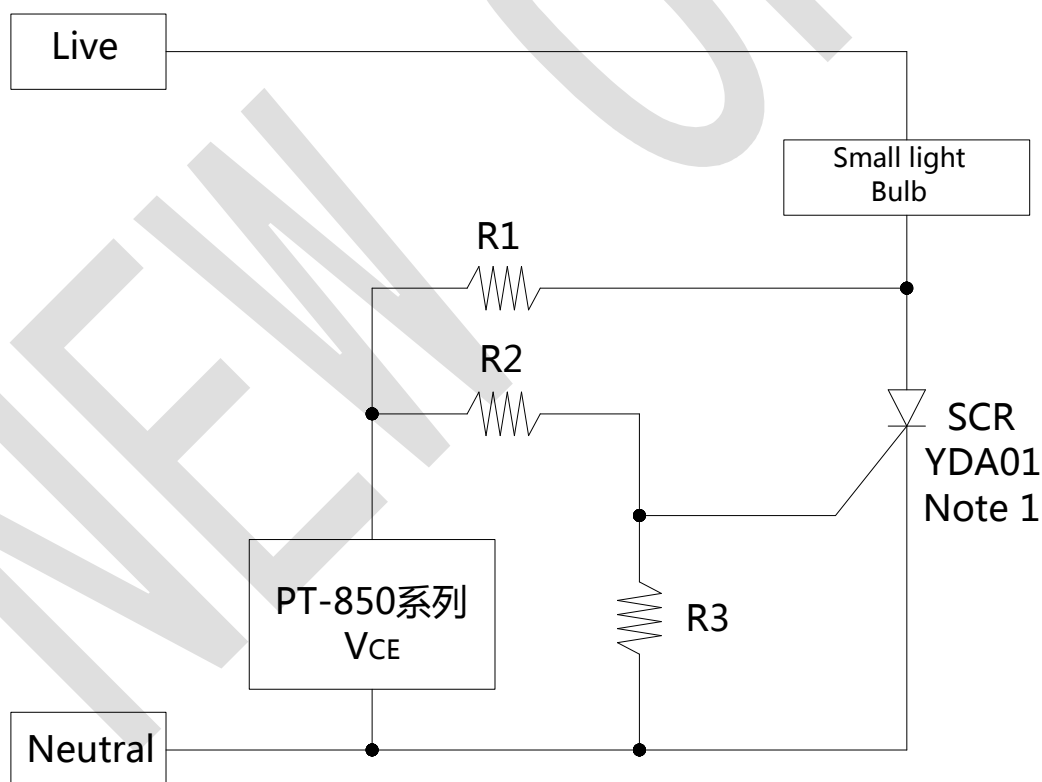 Live
Small light
Bulb
R1
R2
SCR
YDA01
Note 1
PT-850系列
VCE
R3
Neutral
NEW